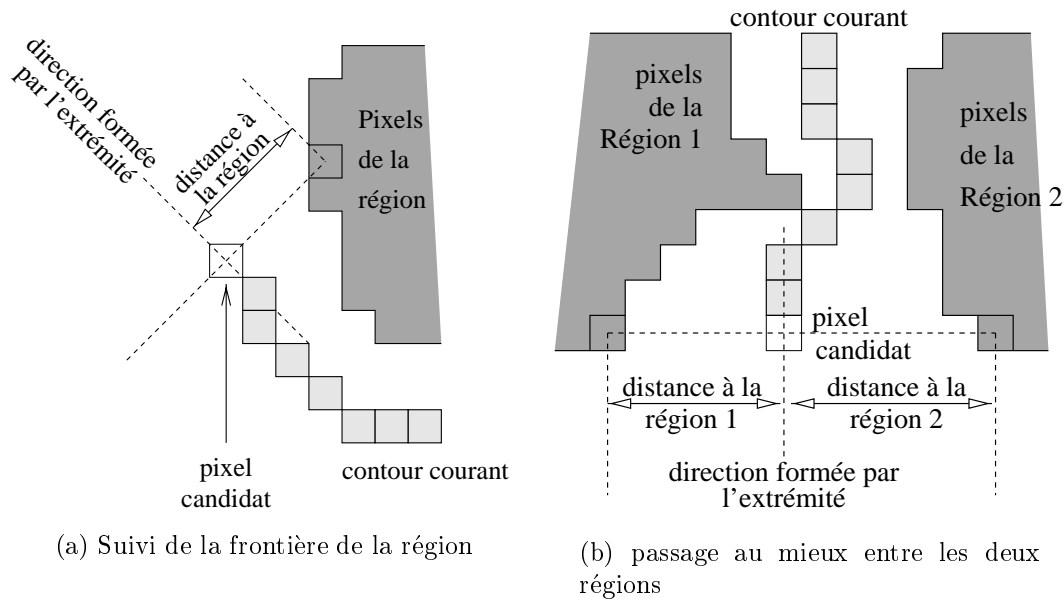 direction formée
par l'extrémité
distance à
la région
Pixels
de la
région
pixel
candidat
contour courant
(a) Suivi de la frontière de la région
contour courant
pixels
de la
Région 1
pixels
de la
Région 2
pixel
candidat
distance à la
région 1
distance à la
région 2
direction formée par
l'extrémité
(b) passage au mieux entre les deux
régions